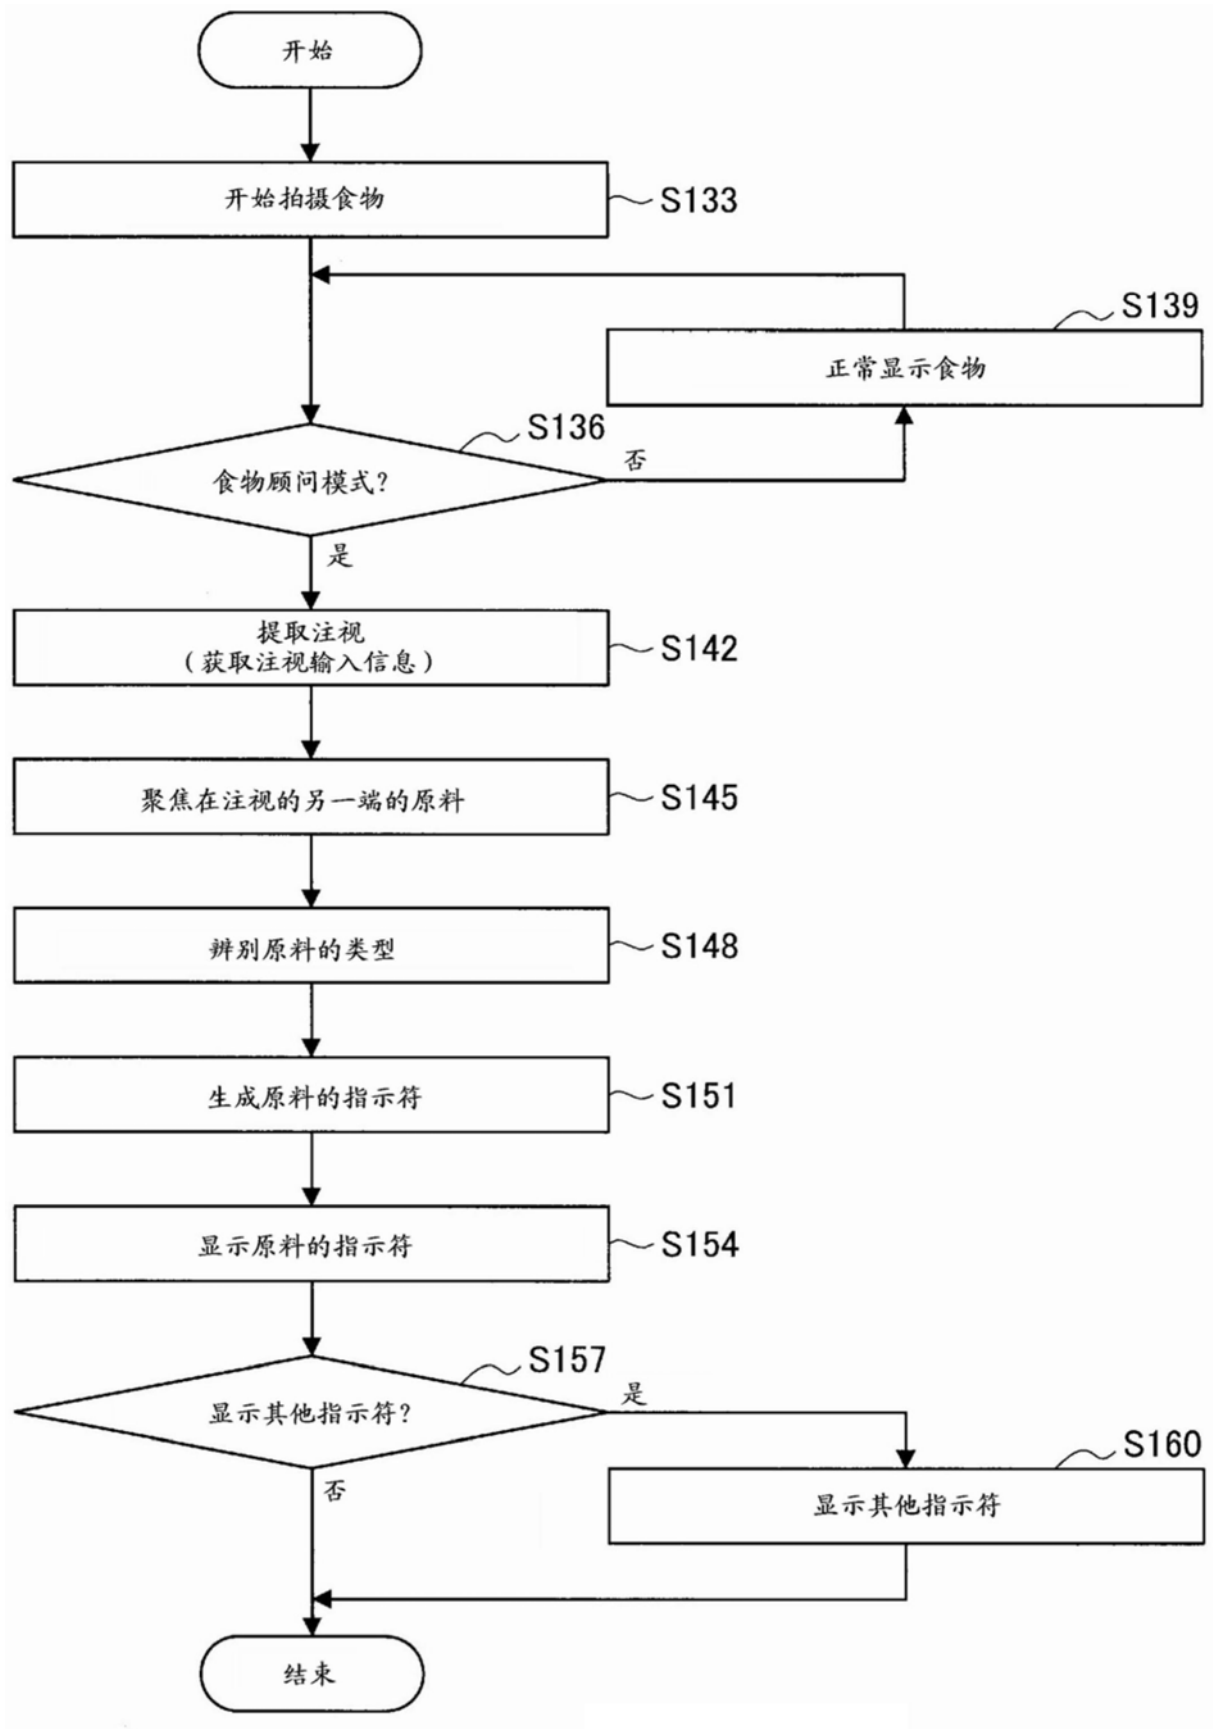 开始
开始拍摄食物
S133
S139
正常显示食物
S136
食物顾问模式?
否
是
提取注视
(获取注视输入信息)
S142
聚焦在注视的另一端的原料
S145
辨别原料的类型
S148
生成原料的指示符
S151
显示原料的指示符
S154
S157
显示其他指示符?
是
S160
显示其他指示符
否
结束